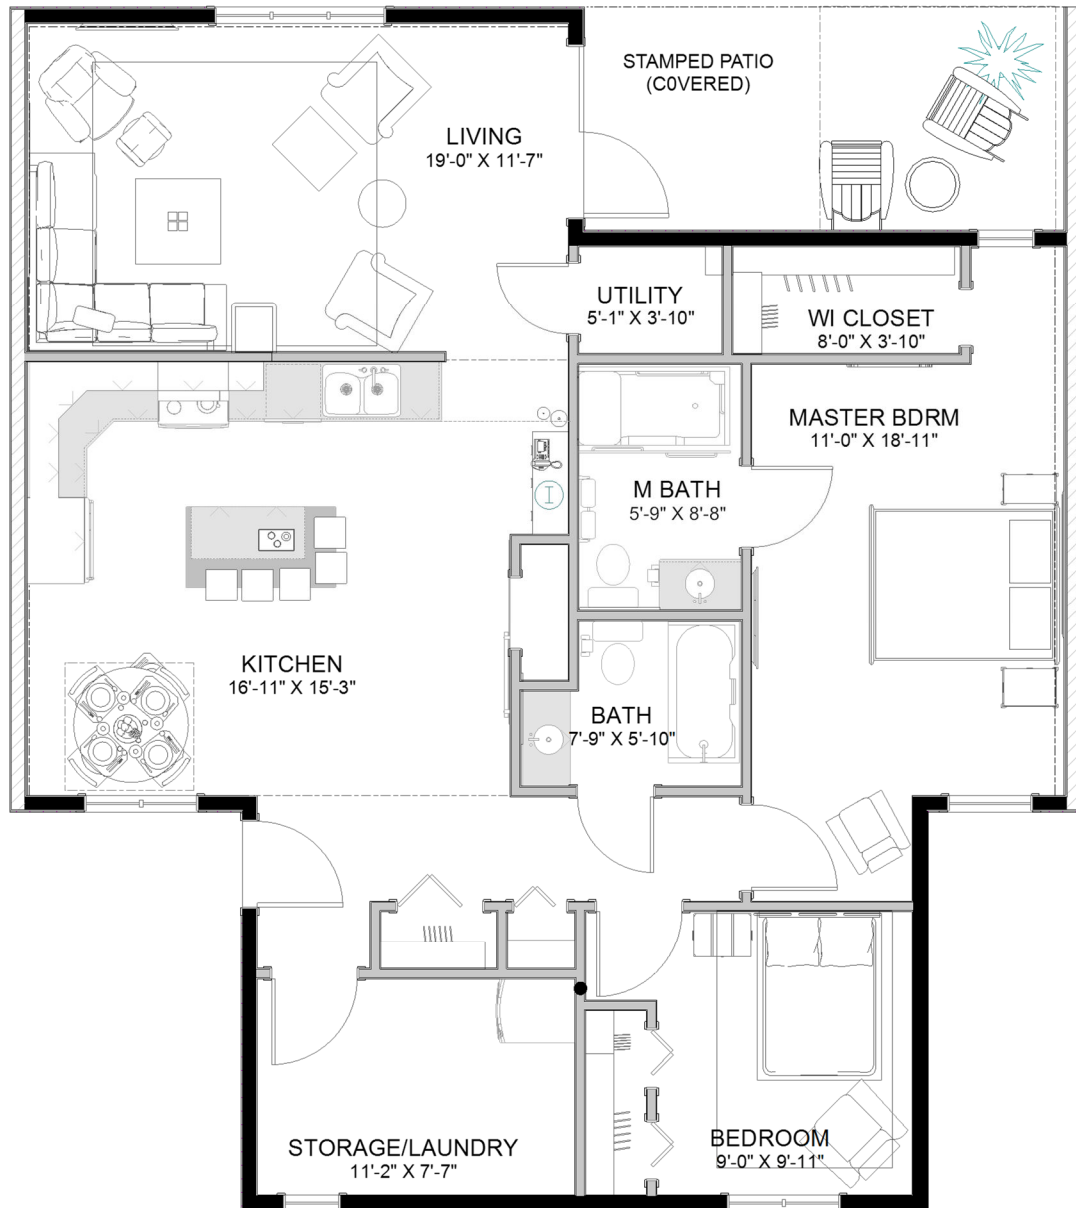 STAMPED PATIO
(COVERED)
LIVING
19'-0" X 11'-7"
UTILITY
5'-1" X 3'-10"
WI CLOSET
8'-0" X 3'-10"
MASTER BDRM
11'-0" X 18'-11"
M BATH
5'-9" X 8'-8"
KITCHEN
16'-11" X 15'-3"
BATH
7'-9" X 5'-10"
STORAGE/LAUNDRY
11'-2" X 7'-7"
BEDROOM
9'-0" X 9'-11"